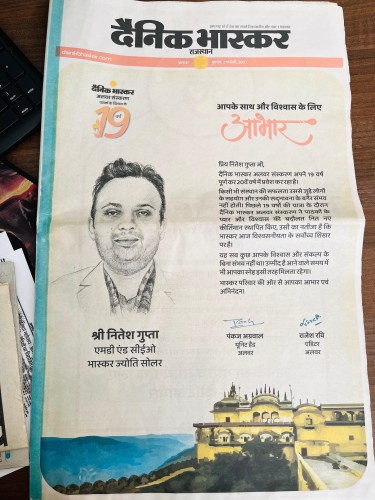 दैनिक भास्कर
राजस्थान
दैनिक भास्कर
अलवर संस्करण
19 वर्ष
आपके साथ और विश्वास के लिए
आभार
प्रिय नितेश गुप्ता जी,
दैनिक भास्कर अलवर संस्करण अपने 19 वर्ष
पूर्ण कर 20वें वर्ष में प्रवेश कर रहा है।
किसी भी संस्थान की सफलता उससे जुड़े लोगों
के सहयोग और उनकी सद्भावना के बगैर संभव
नहीं होती। पिछले 19 वर्षों की यात्रा के दौरान
दैनिक भास्कर अलवर संस्करण ने पाठकों के
प्यार और विश्वास की बदौलत नित नए
कीर्तिमान स्थापित किए, उसी का नतीजा है कि
भास्कर आज विश्वसनीयता के सर्वोच्च शिखर
पर है।
यह सब कुछ आपके विश्वास और संकल्प के
बिना संभव नहीं था। उम्मीद है आने वाले समय में
भी आपका स्नेह इसी तरह मिलता रहेगा।
भास्कर परिवार की ओर से आपका आभार एवं
अभिनंदन।
पंकज अग्रवाल
यूनिट हैड
अलवर
राजेश रवि
एडिटर
अलवर
श्री नितेश गुप्ता
एमडी एंड सीईओ
भास्कर ज्योति सोलर